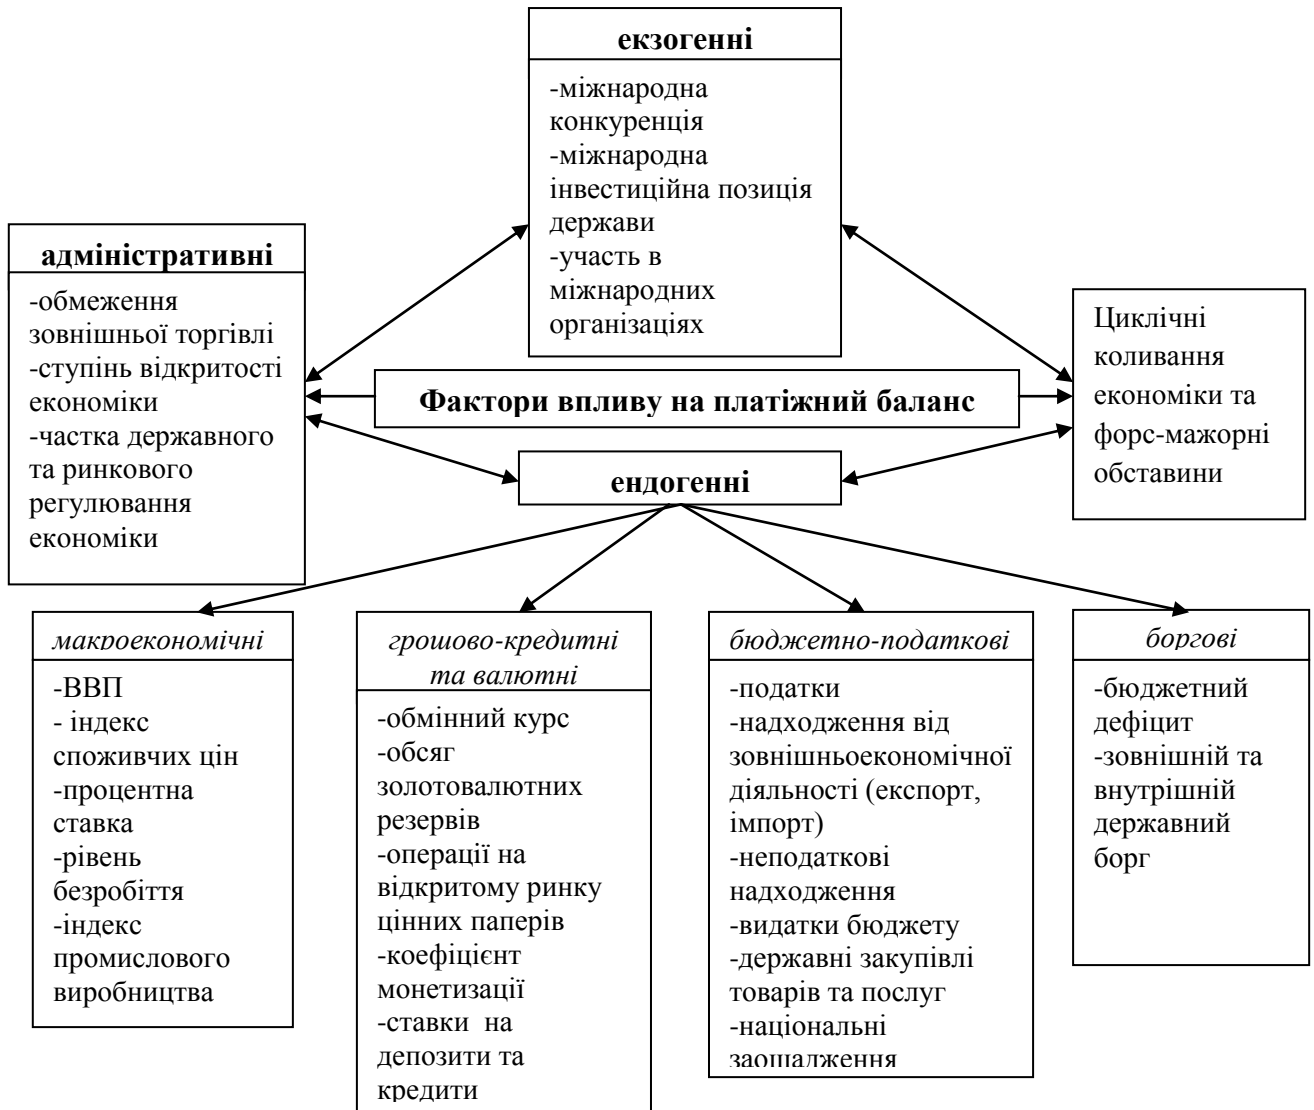 екзогенні
-міжнародна
конкуренція
-міжнародна
інвестиційна позиція
держави
-участь в
міжнародних
організаціях
адміністративні
-обмеження
зовнішньої торгівлі
-ступінь відкритості
економіки
-частка державного
та ринкового
регулювання
економіки
Циклічні
коливання
економіки та
форс-мажорні
обставини
Фактори впливу на платіжний баланс
ендогенні
макроекономічні
-ВВП
- індекс
споживчих цін
-процентна
ставка
-рівень
безробіття
-індекс
промислового
виробництва
грошово-кредитні
та валютні
-обмінний курс
-обсяг
золотовалютних
резервів
-операції на
відкритому ринку
цінних паперів
-коефіцієнт
монетизації
-ставки на
депозити та
кредити
бюджетно-податкові
-податки
-надходження від
зовнішньоекономічної
діяльності (експорт,
імпорт)
-неподаткові
надходження
-видатки бюджету
-державні закупівлі
товарів та послуг
-національні
заощадження
боргові
-бюджетний
дефіцит
-зовнішній та
внутрішній
державний
борг